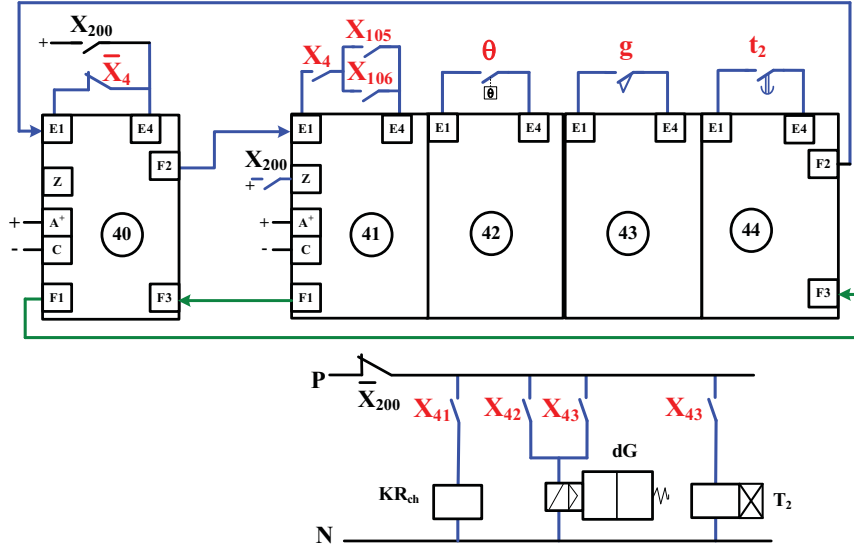 X200
+
X̅4
E1 E4
F2
Z
+ A+
40
- C
F1 F3
X4 X105
X106
θ
θ
g
t2
E1 E4 E1 E4 E1 E4 E1 E4
X200
+
Z
F2
+ A+
- C
41 42 43 44
F1 F3
P
X̅200
X41 X42 X43 X43
dG
KRch
T2
N